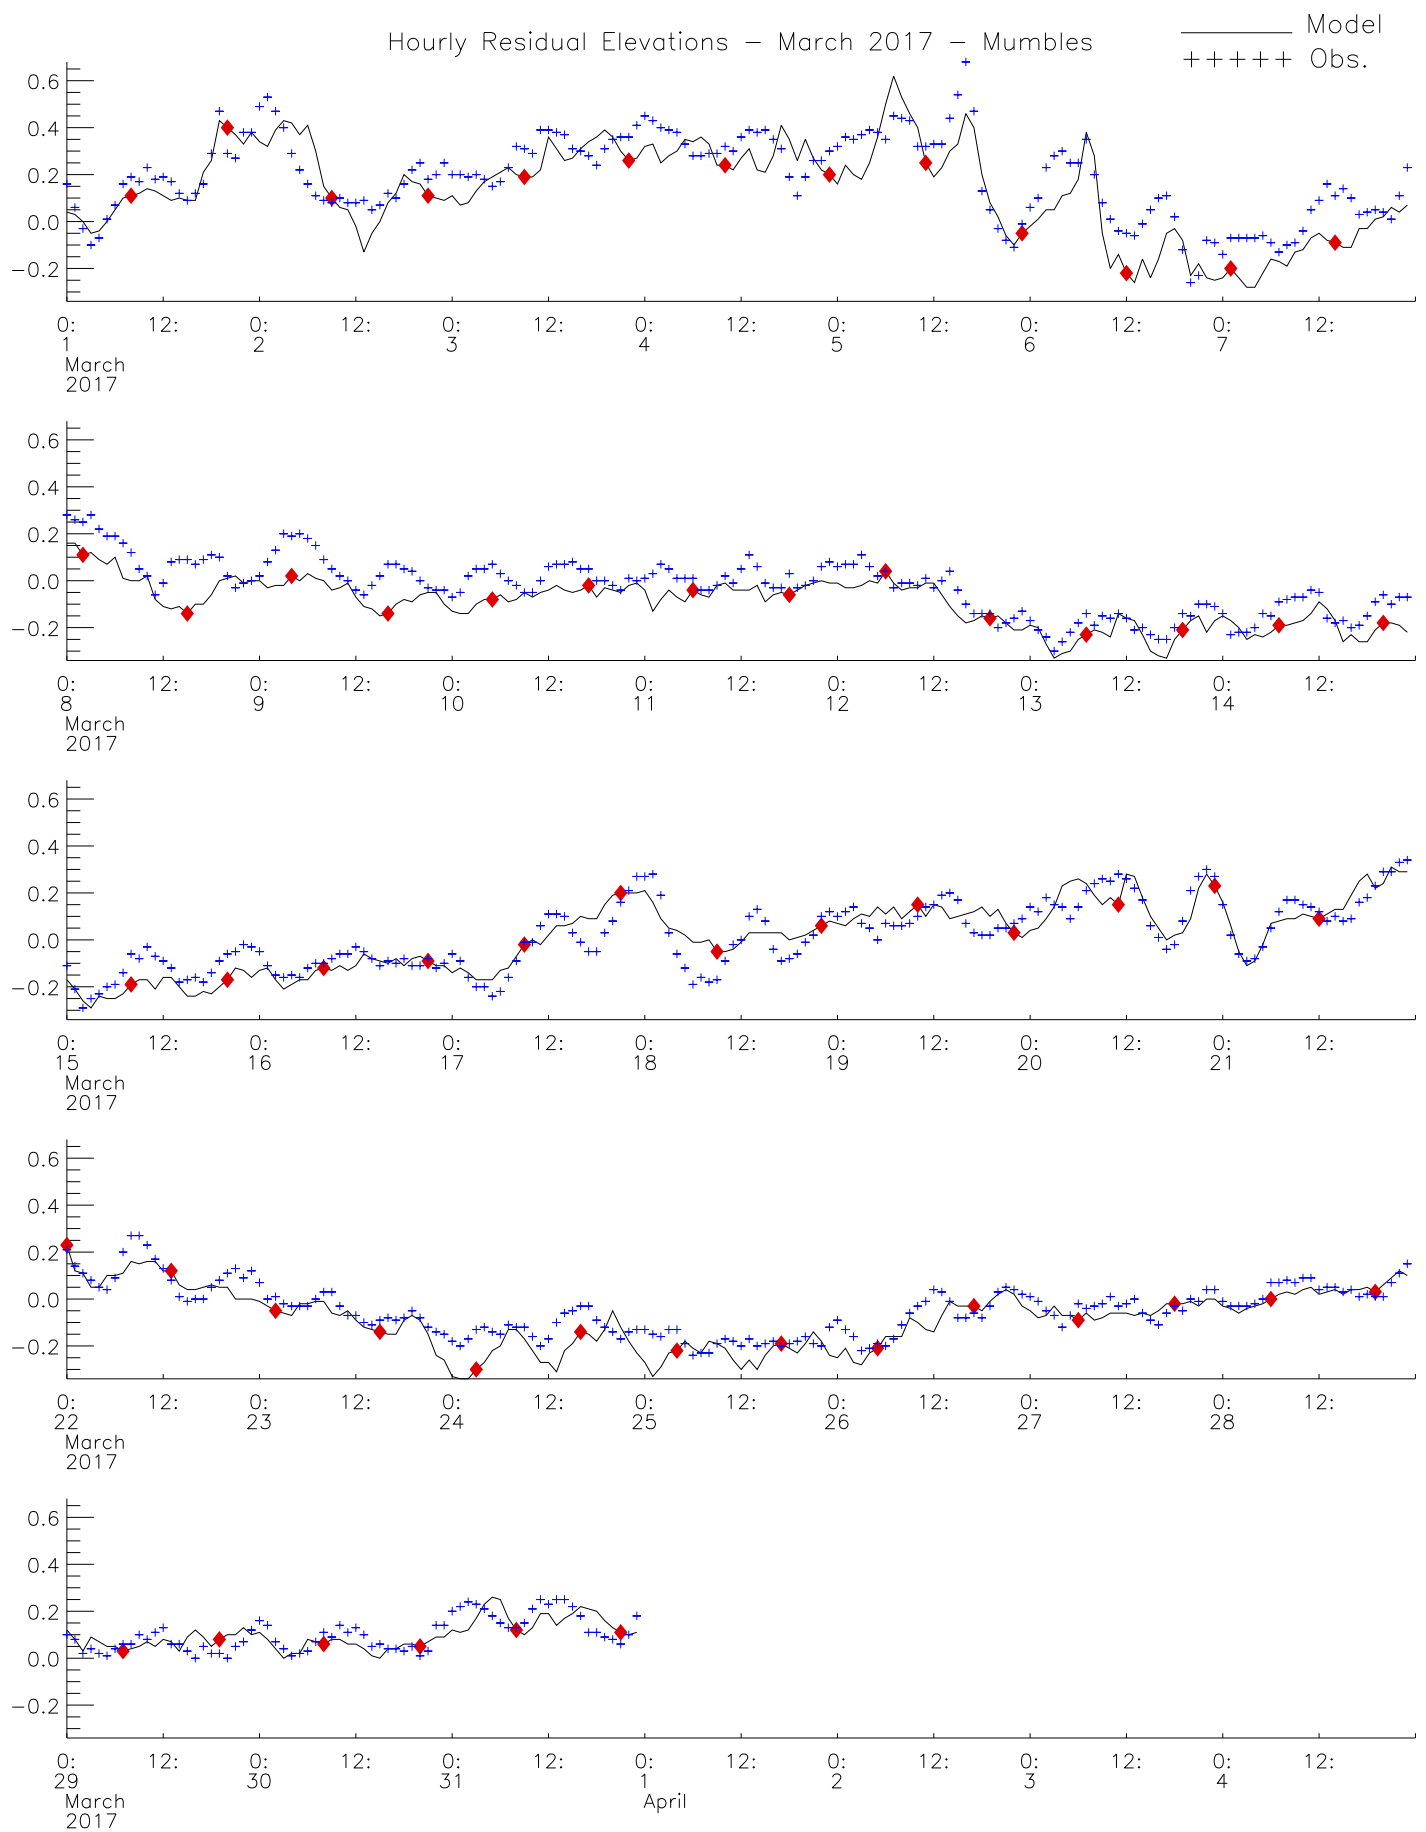 Hourly Residual Elevations – March 2017 – Mumbles
Model
+++++ Obs.
0.6
0.4
0.2
0.0
−0.2
0: 12: 0: 12: 0: 12: 0: 12: 0: 12: 0: 12: 0: 12:
1 2 3 4 5 6 7
March
2017
0.6
0.4
0.2
0.0
−0.2
0: 12: 0: 12: 0: 12: 0: 12: 0: 12: 0: 12: 0: 12:
8 9 10 11 12 13 14
March
2017
0.6
0.4
0.2
0.0
−0.2
0: 12: 0: 12: 0: 12: 0: 12: 0: 12: 0: 12: 0: 12:
15 16 17 18 19 20 21
March
2017
0.6
0.4
0.2
0.0
−0.2
0: 12: 0: 12: 0: 12: 0: 12: 0: 12: 0: 12: 0: 12:
22 23 24 25 26 27 28
March
2017
0.6
0.4
0.2
0.0
−0.2
0: 12: 0: 12: 0: 12: 0: 12: 0: 12: 0: 12: 0: 12:
29 30 31 1 2 3 4
March April
2017